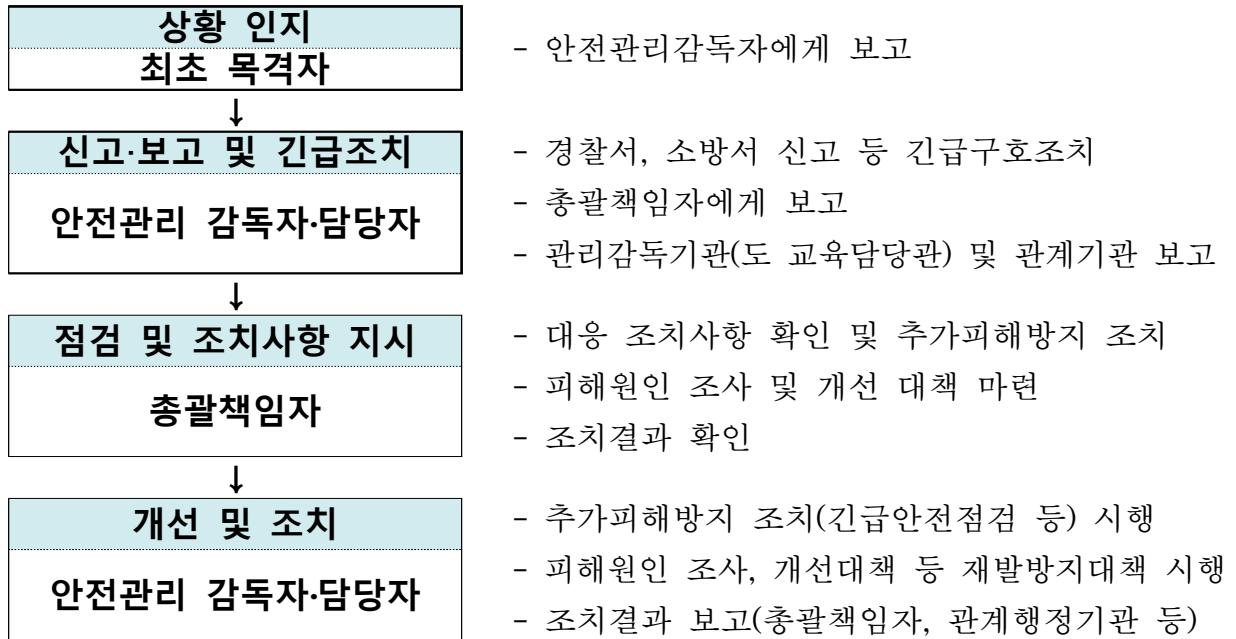 상황 인지
최초 목격자
- 안전관리감독자에게 보고
↓
신고·보고 및 긴급조치
안전관리 감독자·담당자
- 경찰서, 소방서 신고 등 긴급구호조치
- 총괄책임자에게 보고
- 관리감독기관(도 교육담당관) 및 관계기관 보고
↓
점검 및 조치사항 지시
총괄책임자
- 대응 조치사항 확인 및 추가피해방지 조치
- 피해원인 조사 및 개선 대책 마련
- 조치결과 확인
↓
개선 및 조치
안전관리 감독자·담당자
- 추가피해방지 조치(긴급안전점검 등) 시행
- 피해원인 조사, 개선대책 등 재발방지대책 시행
- 조치결과 보고(총괄책임자, 관계행정기관 등)